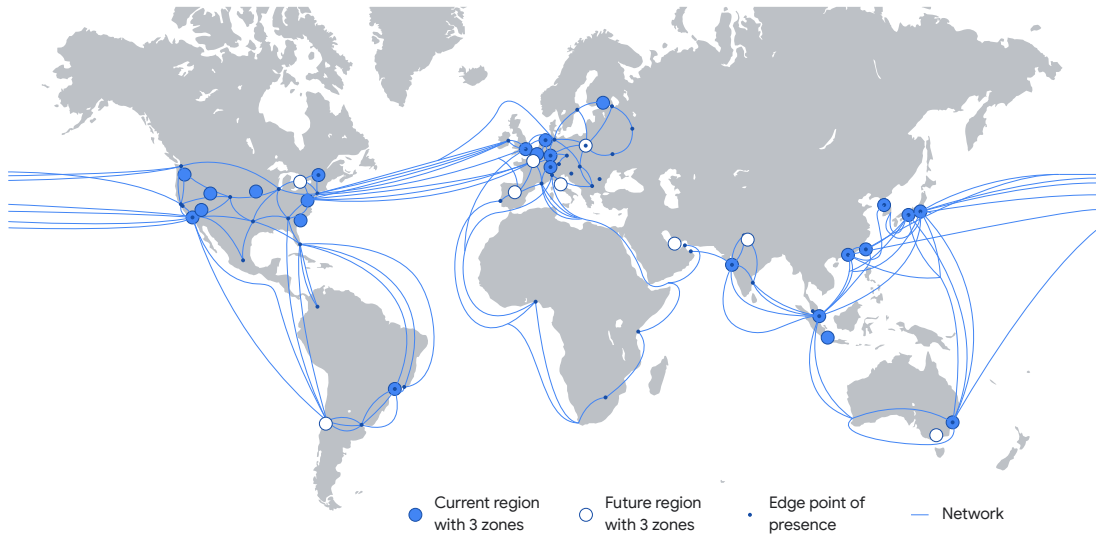 Current region
with 3 zones
Future region
with 3 zones
Edge point of
presence
Network